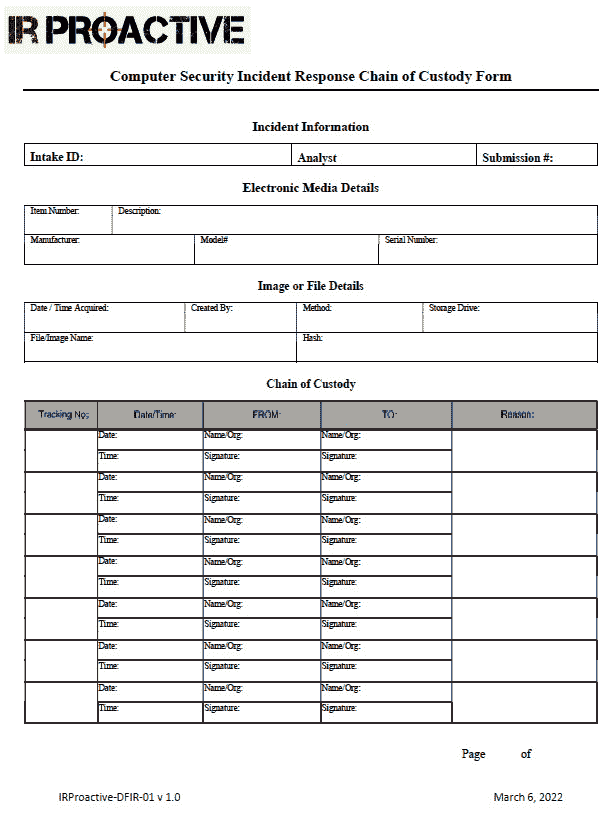 IR PROACTIVE
Computer Security Incident Response Chain of Custody Form
Incident Information
Intake ID: Analyst Submission #:
Electronic Media Details
Item Number: Description:
Manufacturer: Model# Serial Number:
Image or File Details
Date / Time Acquired: Created By: Method: Storage Drive:
File/Image Name: Hash:
Chain of Custody
Tracking No: Date/Time: FROM: TO: Reason:
Date: Name/Org: Name/Org:
Time: Signature: Signature:
Date: Name/Org: Name/Org:
Time: Signature: Signature:
Date: Name/Org: Name/Org:
Time: Signature: Signature:
Date: Name/Org: Name/Org:
Time: Signature: Signature:
Date: Name/Org: Name/Org:
Time: Signature: Signature:
Date: Name/Org: Name/Org:
Time: Signature: Signature:
Date: Name/Org: Name/Org:
Time: Signature: Signature:
Page of
IRProactive-DFIR-01 v 1.0 March 6, 2022